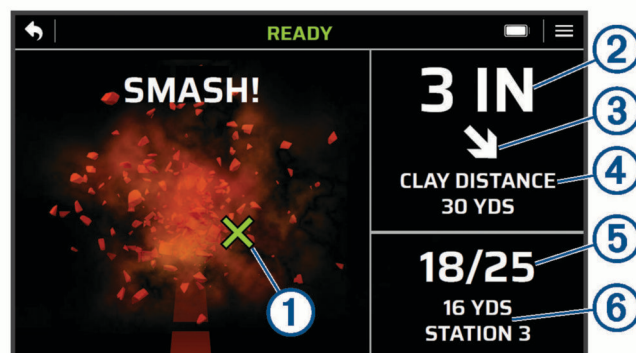 READY
SMASH!
3 IN
CLAY DISTANCE
30 YDS
18/25
16 YDS
STATION 3
1
2
3
4
5
6